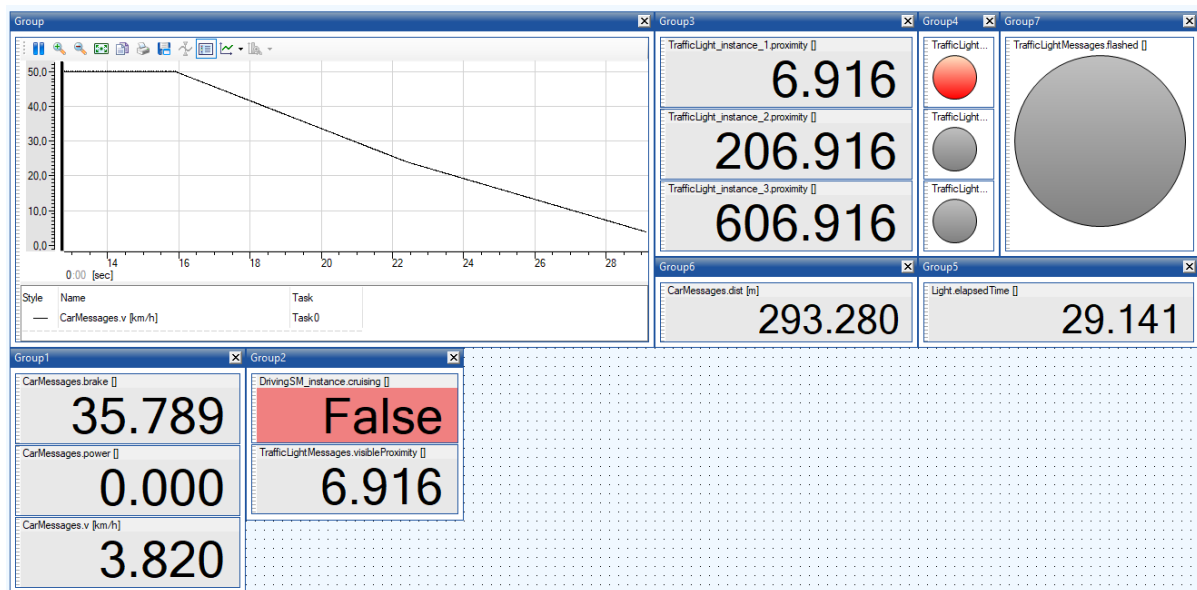 Group
50.0
40.0
30.0
20.0
10.0
0.0
14 16 18 20 22 24 26 28
0:00 [sec]
Style Name Task
CarMessages.v [km/h] Task0
Group3
TrafficLight_instance_1.proximity []
6.916
TrafficLight_instance_2.proximity []
206.916
TrafficLight_instance_3.proximity []
606.916
Group4
TrafficLight...
TrafficLight...
TrafficLight...
Group7
TrafficLightMessages.flashed []
Group6
CarMessages.dist [m]
293.280
Group5
Light.elapsedTime []
29.141
Group1
CarMessages.brake []
35.789
CarMessages.power []
0.000
CarMessages.v [km/h]
3.820
Group2
DrivingSM_instance.cruising []
False
TrafficLightMessages.visibleProximity []
6.916